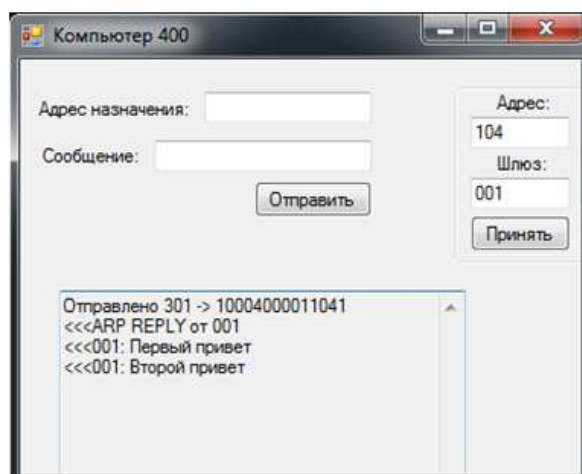 Компьютер 400
Адрес назначения:
Сообщение:
Отправить
Адрес:
104
Шлюз:
001
Принять
Отправлено 301 -> 10004000011041
<<<ARP REPLY от 001
<<<001: Первый привет
<<<001: Второй привет